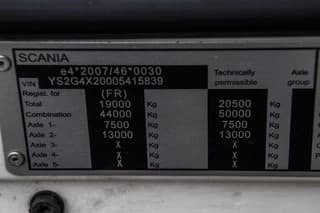 SCANIA
e4*2007/46*0030
VIN YS2G4X20005415839
Technically permissible
Axle group
Regist. for (FR)
Total 19000 Kg 20500 Kg
Combination 44000 Kg 50000 Kg
Axle 1- 7500 Kg 7500 Kg
Axle 2- 13000 Kg 13000 Kg
Axle 3- X Kg X Kg
Axle 4- X Kg X Kg
Axle 5- X Kg X Kg